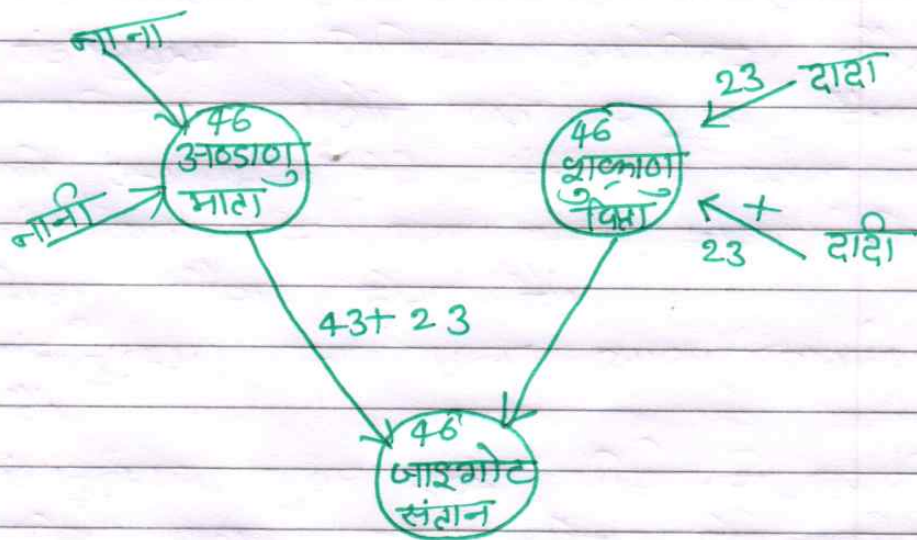 नाना
46
अण्डाणु
माता
नानी
23 दादा
46
शुक्राणु
पिता
+
23 दादी
43+ 23
46
जाइगोट
संतान